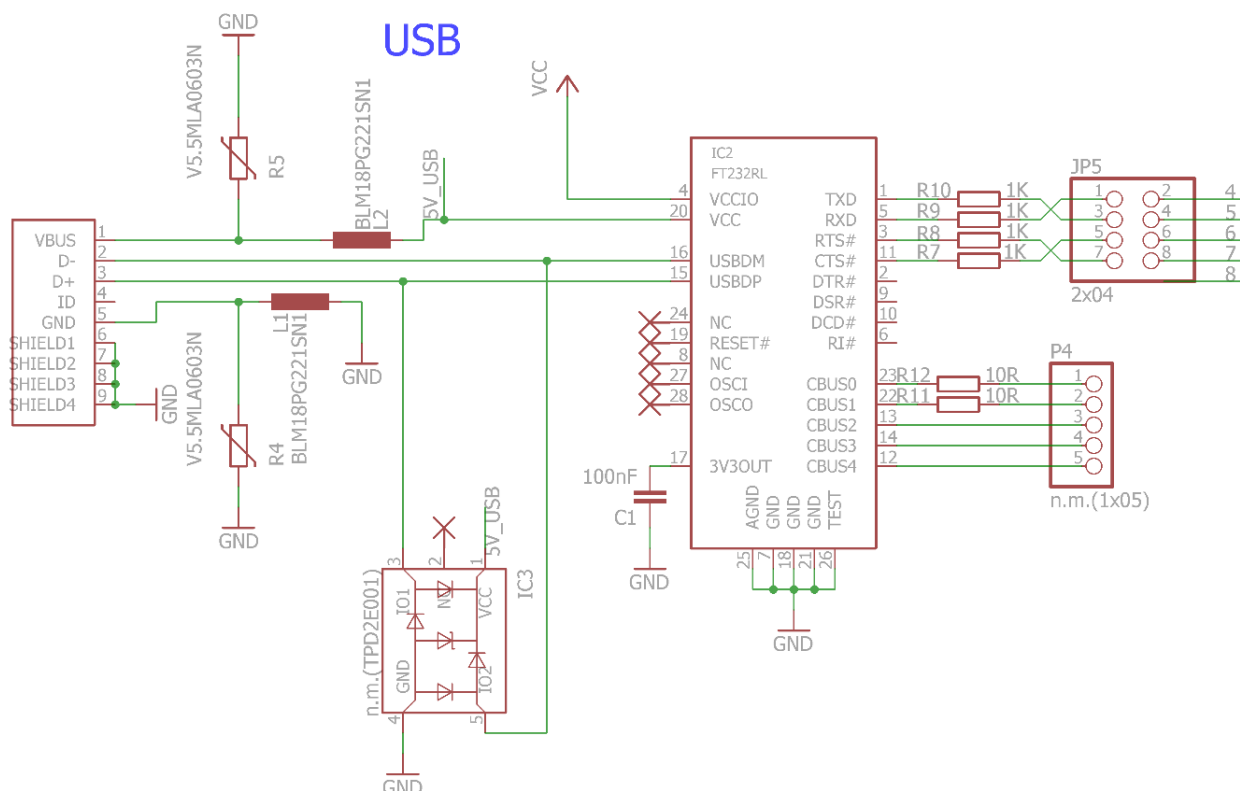 GND
USB
V5.5MLA0603N
R5
BLM18PG221SN1
L2
5V_USB
VCC
IC2
FT232RL
4 VCCIO TXD 1
20 VCC RXD 5
RTS# 3
16 USBDM CTS# 11
15 USBDP DTR# 2
DSR# 9
24 NC DCD# 10
19 RESET# RI# 6
8 NC
27 OSCI CBUS0 23
28 OSCO CBUS1 22
CBUS2 13
CBUS3 14
17 3V3OUT CBUS4 12
AGND GND GND GND TEST
25 7 18 21 26
GND
R10 1K
R9 1K
R8 1K
R7 1K
JP5
1 2 4
3 4 5
5 6 6
7 8 7
8
2x04
P4
R12 10R 1
R11 10R 2
3
4
5
n.m.(1x05)
VBUS 1
D- 2
D+ 3
ID 4
GND 5
SHIELD1 6
SHIELD2 7
SHIELD3 8
SHIELD4 9
GND
L1
BLM18PG221SN1
GND
V5.5MLA0603N
R4
GND
100nF
C1
GND
5V_USB
3 2 1
IC3
n.m.(TPD2E001)
IO1 VCC
GND IO2
4 5
GND